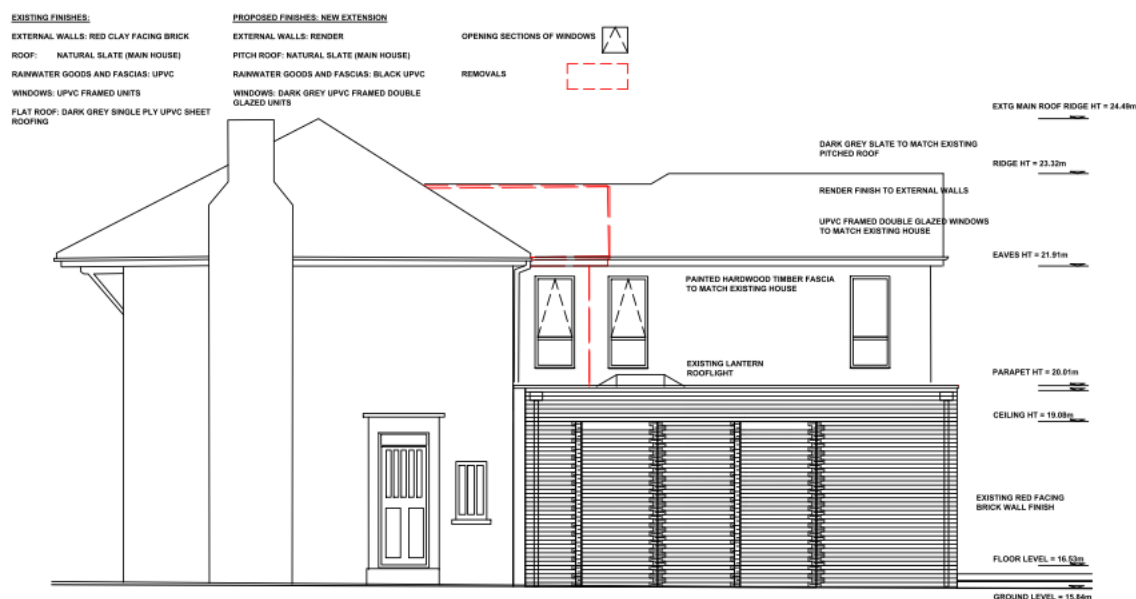 EXISTING FINISHES:
EXTERNAL WALLS: RED CLAY FACING BRICK
ROOF: NATURAL SLATE (MAIN HOUSE)
RAINWATER GOODS AND FASCIAS: UPVC
WINDOWS: UPVC FRAMED UNITS
FLAT ROOF: DARK GREY SINGLE PLY UPVC SHEET
ROOFING
PROPOSED FINISHES: NEW EXTENSION
EXTERNAL WALLS: RENDER
PITCH ROOF: NATURAL SLATE (MAIN HOUSE)
RAINWATER GOODS AND FASCIAS: BLACK UPVC
WINDOWS: DARK GREY UPVC FRAMED DOUBLE
GLAZED UNITS
OPENING SECTIONS OF WINDOWS
REMOVALS
EXTG MAIN ROOF RIDGE HT = 24.49m
DARK GREY SLATE TO MATCH EXISTING
PITCHED ROOF
RIDGE HT = 23.32m
RENDER FINISH TO EXTERNAL WALLS
UPVC FRAMED DOUBLE GLAZED WINDOWS
TO MATCH EXISTING HOUSE
EAVES HT = 21.91m
PAINTED HARDWOOD TIMBER FASCIA
TO MATCH EXISTING HOUSE
EXISTING LANTERN
ROOFLIGHT
PARAPET HT = 20.01m
CEILING HT = 19.08m
EXISTING RED FACING
BRICK WALL FINISH
FLOOR LEVEL = 16.53m
GROUND LEVEL = 15.84m